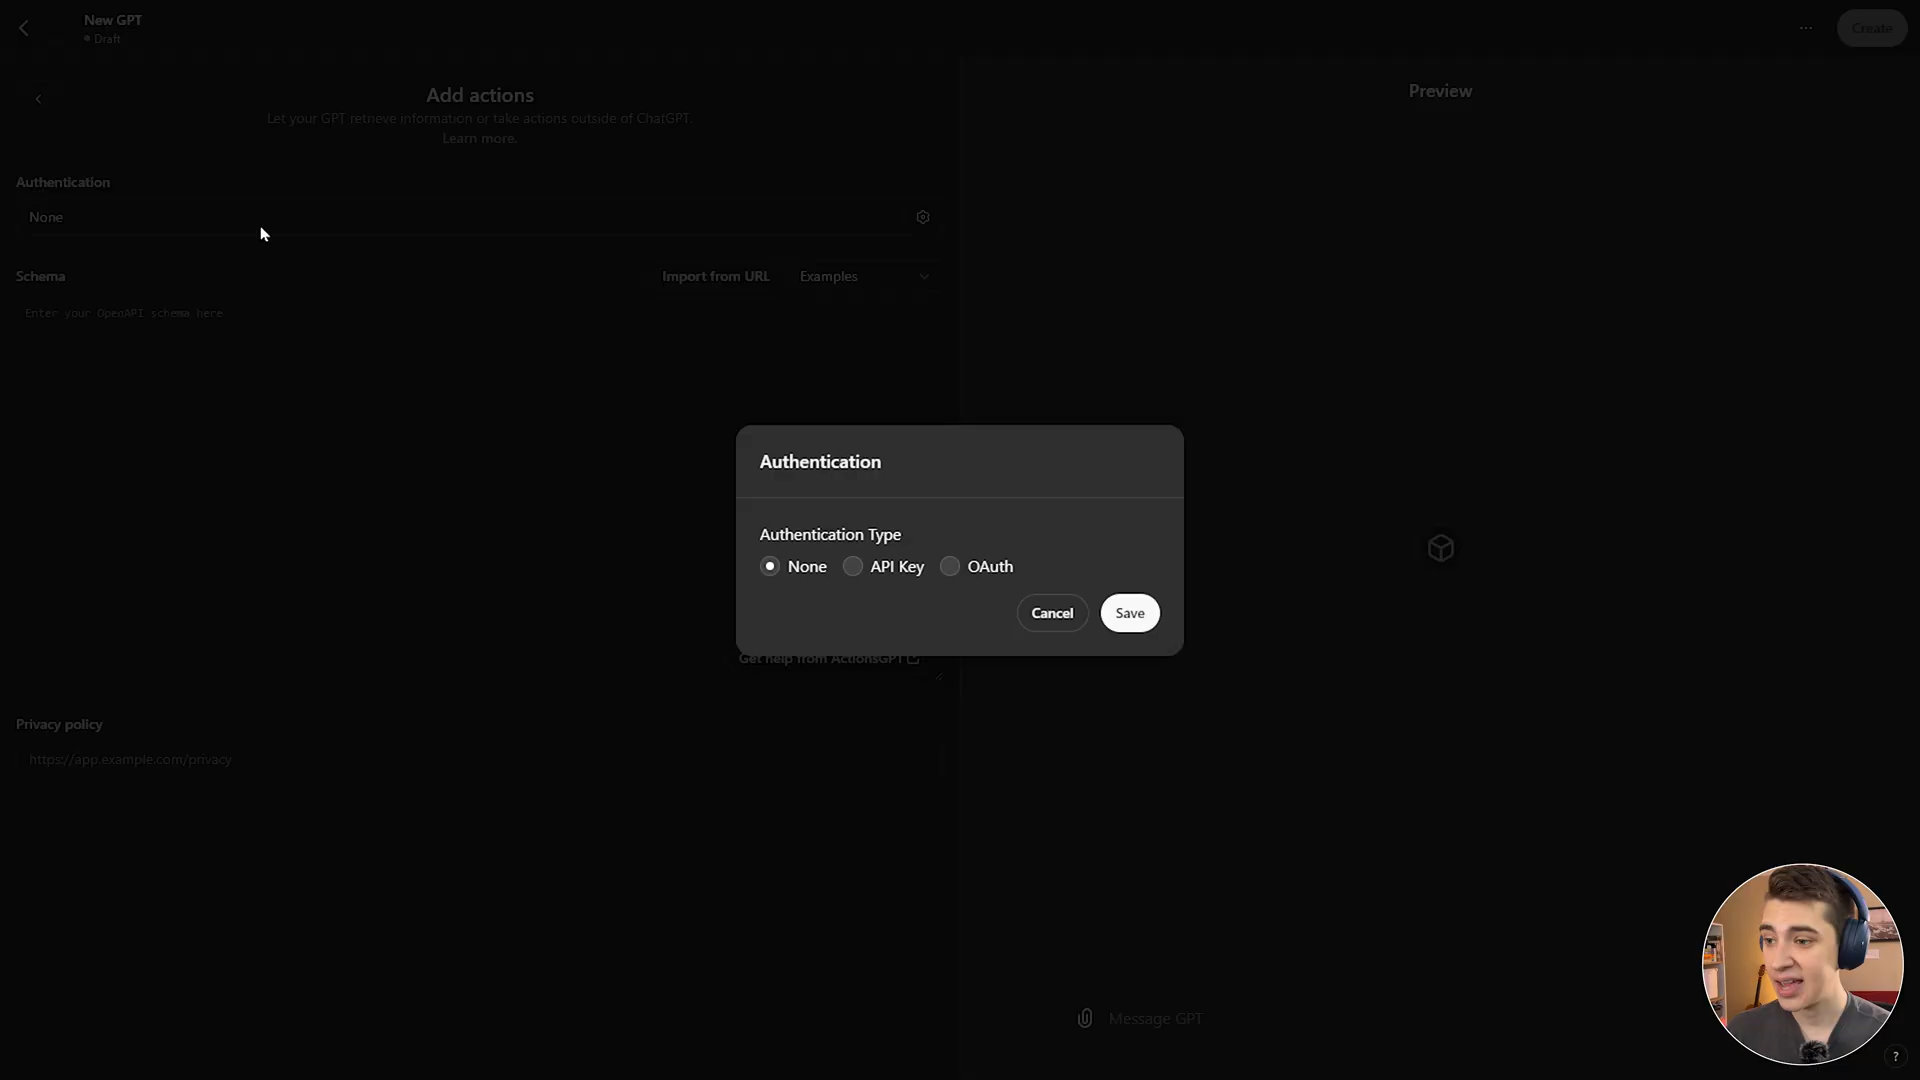 New GPT
Draft
Create
Add actions
Let your GPT retrieve information or take actions outside of ChatGPT.
Learn more.
Preview
Authentication
None
Schema
Import from URL
Examples
Enter your OpenAPI schema here
Authentication
Authentication Type
None
API Key
OAuth
Cancel
Save
Get help from ActionsGPT
Privacy policy
https://app.example.com/privacy
Message GPT
?